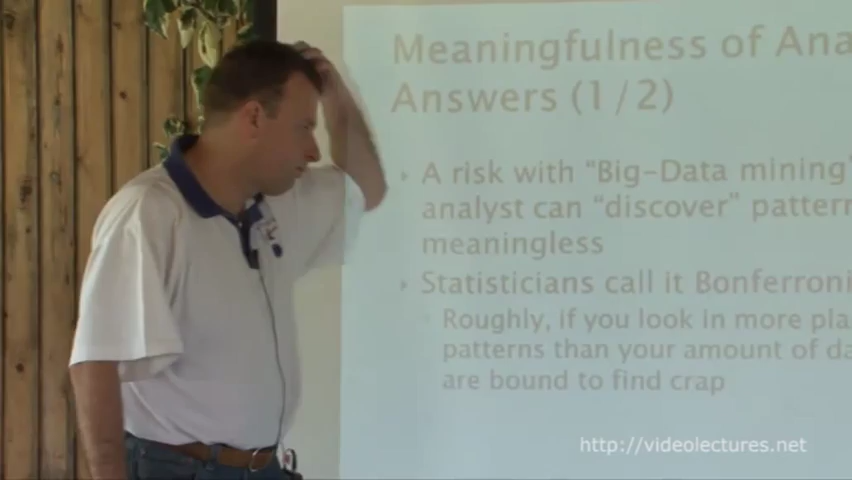 Meaningfulness of Ana
Answers (1/2)
A risk with “Big-Data mining”
analyst can “discover” pattern
meaningless
Statisticians call it Bonferroni
Roughly, if you look in more pla
patterns than your amount of da
are bound to find crap
http://videolectures.net